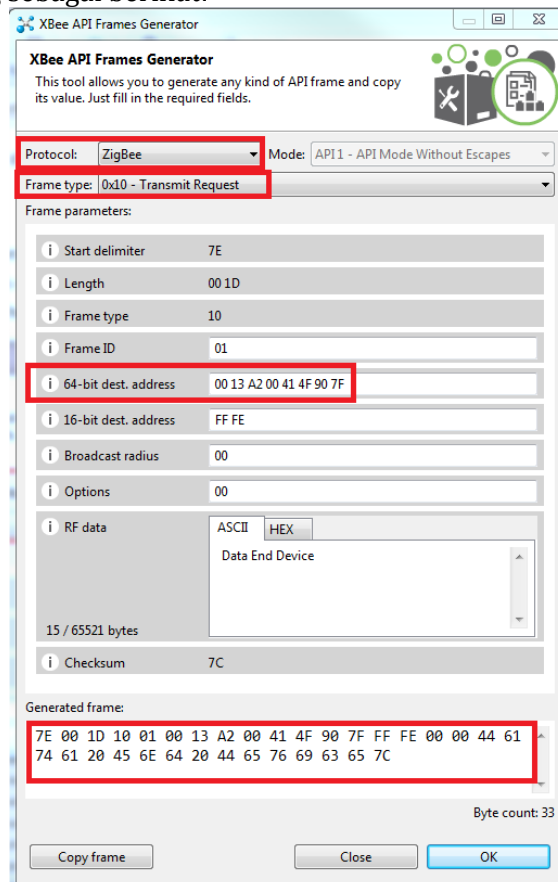 sebagai berikut.
XBee API Frames Generator
XBee API Frames Generator
This tool allows you to generate any kind of API frame and copy
its value. Just fill in the required fields.
Protocol: ZigBee Mode: API 1 - API Mode Without Escapes
Frame type: 0x10 - Transmit Request
Frame parameters:
i Start delimiter 7E
i Length 00 1D
i Frame type 10
i Frame ID 01
i 64-bit dest. address 00 13 A2 00 41 4F 90 7F
i 16-bit dest. address FF FE
i Broadcast radius 00
i Options 00
i RF data ASCII HEX
Data End Device
15 / 65521 bytes
i Checksum 7C
Generated frame:
7E 00 1D 10 01 00 13 A2 00 41 4F 90 7F FF FE 00 00 44 61
74 61 20 45 6E 64 20 44 65 76 69 63 65 7C
Byte count: 33
Copy frame Close OK